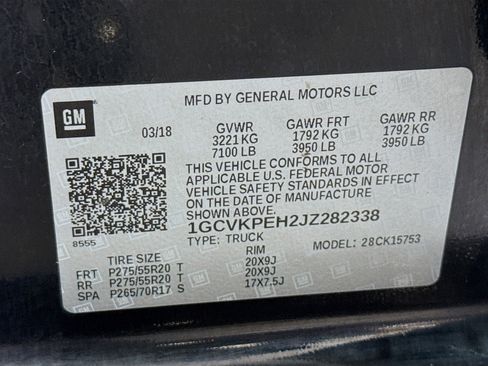 MFD BY GENERAL MOTORS LLC
GM
03/18
GVWR GAWR FRT GAWR RR
3221 KG 1792 KG 1792 KG
7100 LB 3950 LB 3950 LB
THIS VEHICLE CONFORMS TO ALL
APPLICABLE U.S. FEDERAL MOTOR
VEHICLE SAFETY STANDARDS IN EFFECT
ON THE DATE OF MANUFACTURE
SHOWN ABOVE.
8555
1GCVKPEH2JZ282338
TYPE: TRUCK MODEL: 28CK15753
TIRE SIZE RIM
FRT P275/55R20 T 20X9J
RR P275/55R20 T 20X9J
SPA P265/70R17 S 17X7.5J